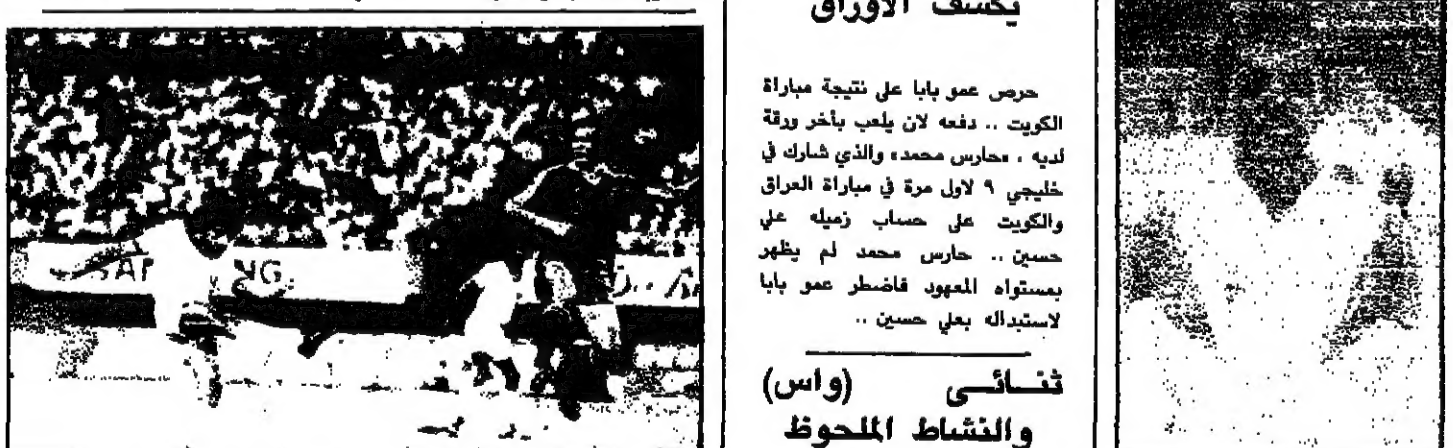 يكشف الأوراق
حرص عمو بابا على نتيجة مباراة
الكويت .. دفعه لان يلعب بأخر ورقة
لديه ، «حارس محمد» والذي شارك في
خليجي ٩ لاول مرة في مباراة العراق
والكويت على حساب زميله علي
حسين .. حارس محمد لم يظهر
بمستواه المعهود فاضطر عمو بابا
لاستبداله بعلي حسين ..
ثنــائــي (واس)
والنشاط الملحوظ